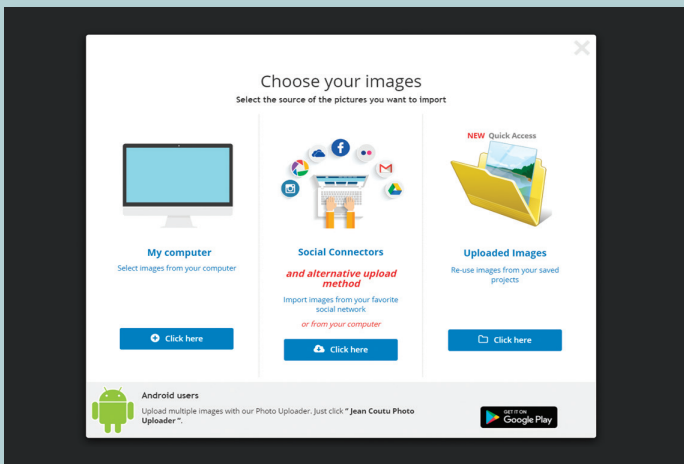 Choose your images
Select the source of the pictures you want to import
My computer
Select images from your computer
Click here
Social Connectors
and alternative upload
method
Import images from your favorite
social network
or from your computer
Click here
NEW Quick Access
Uploaded Images
Re-use images from your saved
projects
Click here
Android users
Upload multiple images with our Photo Uploader. Just click " Jean Coutu Photo
Uploader ".
GET IT ON
Google Play